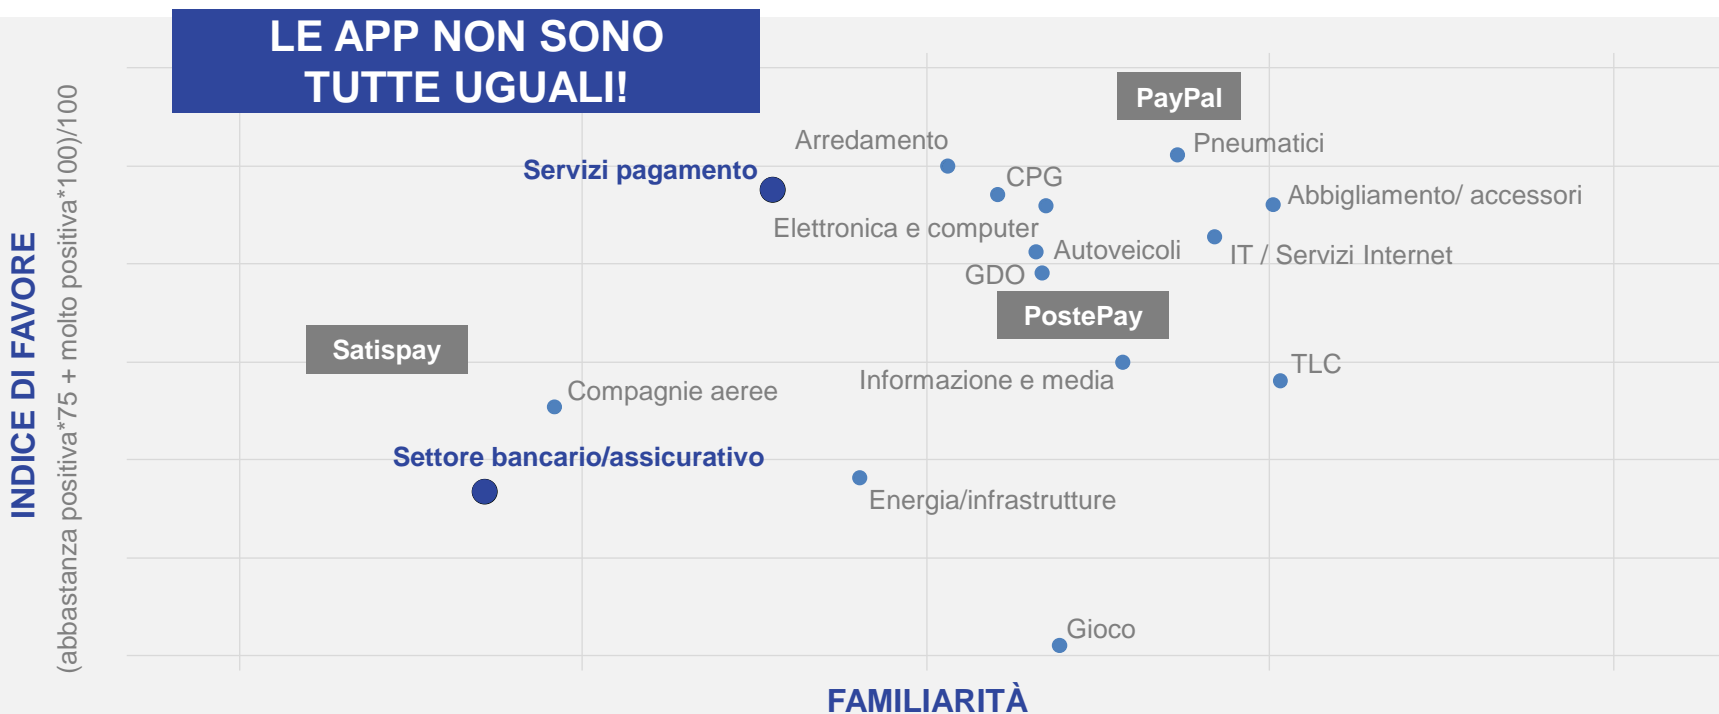 LE APP NON SONO
TUTTE UGUALI!
PayPal
Arredamento
Pneumatici
Servizi pagamento
CPG
Abbigliamento/ accessori
Elettronica e computer
Autoveicoli
IT / Servizi Internet
GDO
PostePay
Satispay
TLC
Informazione e media
Compagnie aeree
Settore bancario/assicurativo
Energia/infrastrutture
Gioco
INDICE DI FAVORE
(abbastanza positiva*75 + molto positiva*100)/100
FAMILIARITÀ